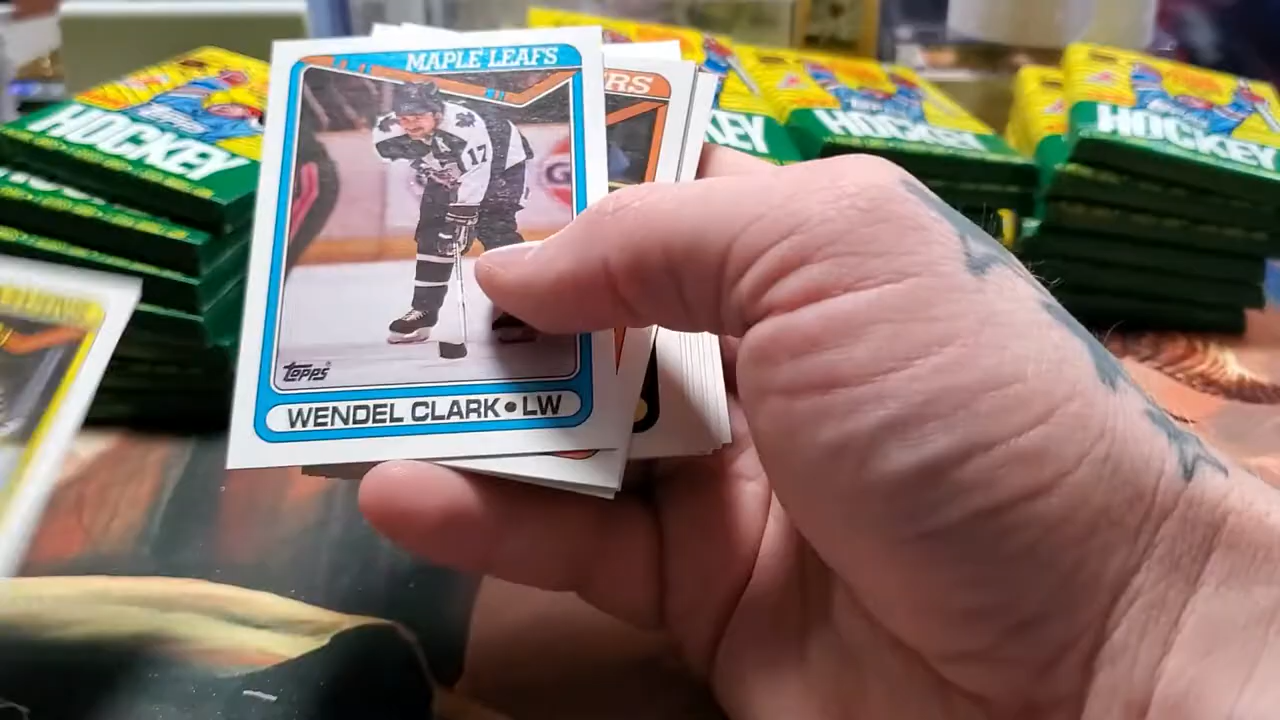 MAPLE LEAFS
RS
17
A
G
topps
WENDEL CLARK • LW
HOCKEY
KEY
HOCKEY
HOCKEY